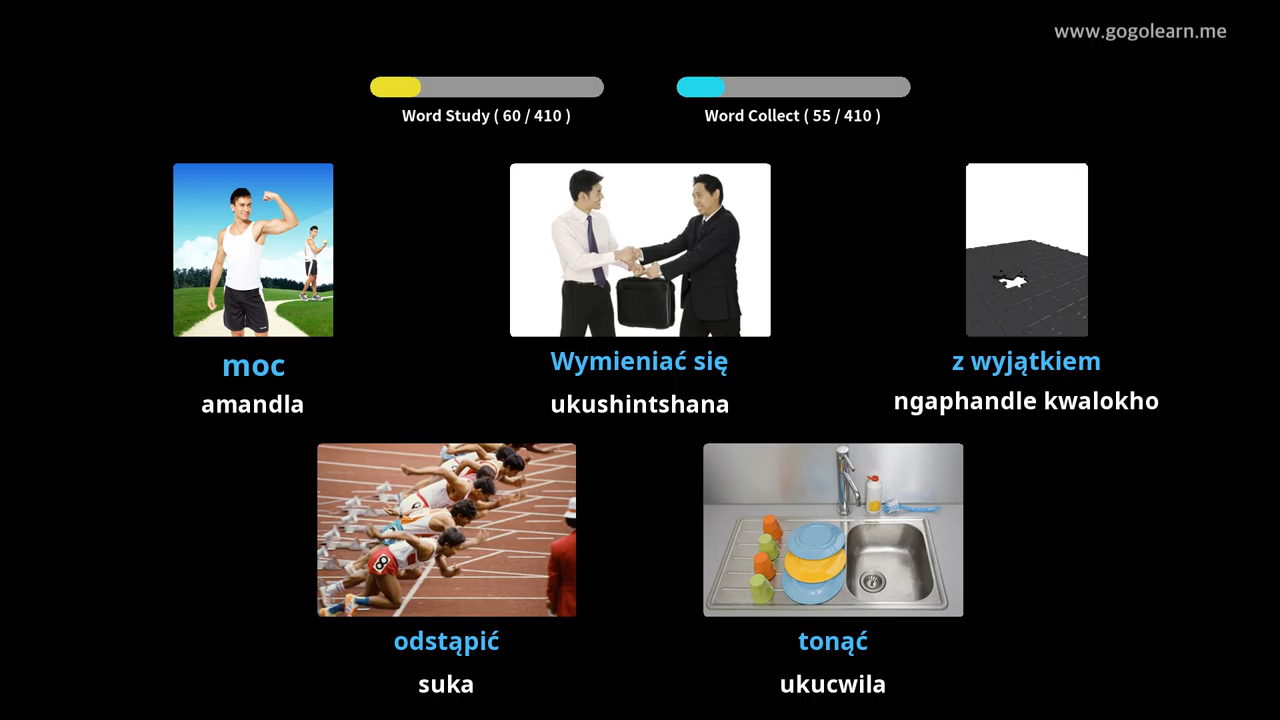 www.gogolearn.me
Word Study ( 60 / 410 )
Word Collect ( 55 / 410 )
moc
amandla
Wymieniać się
ukushintshana
z wyjątkiem
ngaphandle kwalokho
odstąpić
suka
tonąć
ukucwila